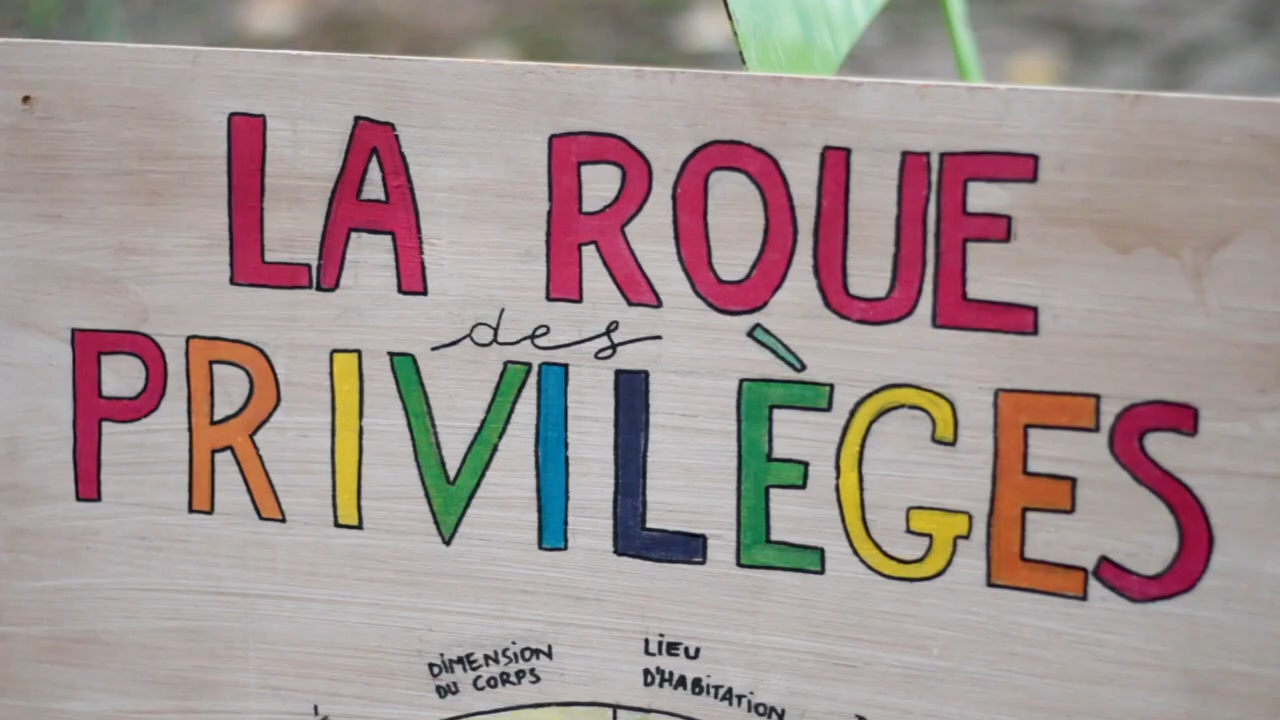 LA ROUE
des
PRIVILÈGES
DIMENSION
DU CORPS
LIEU
D'HABITATION